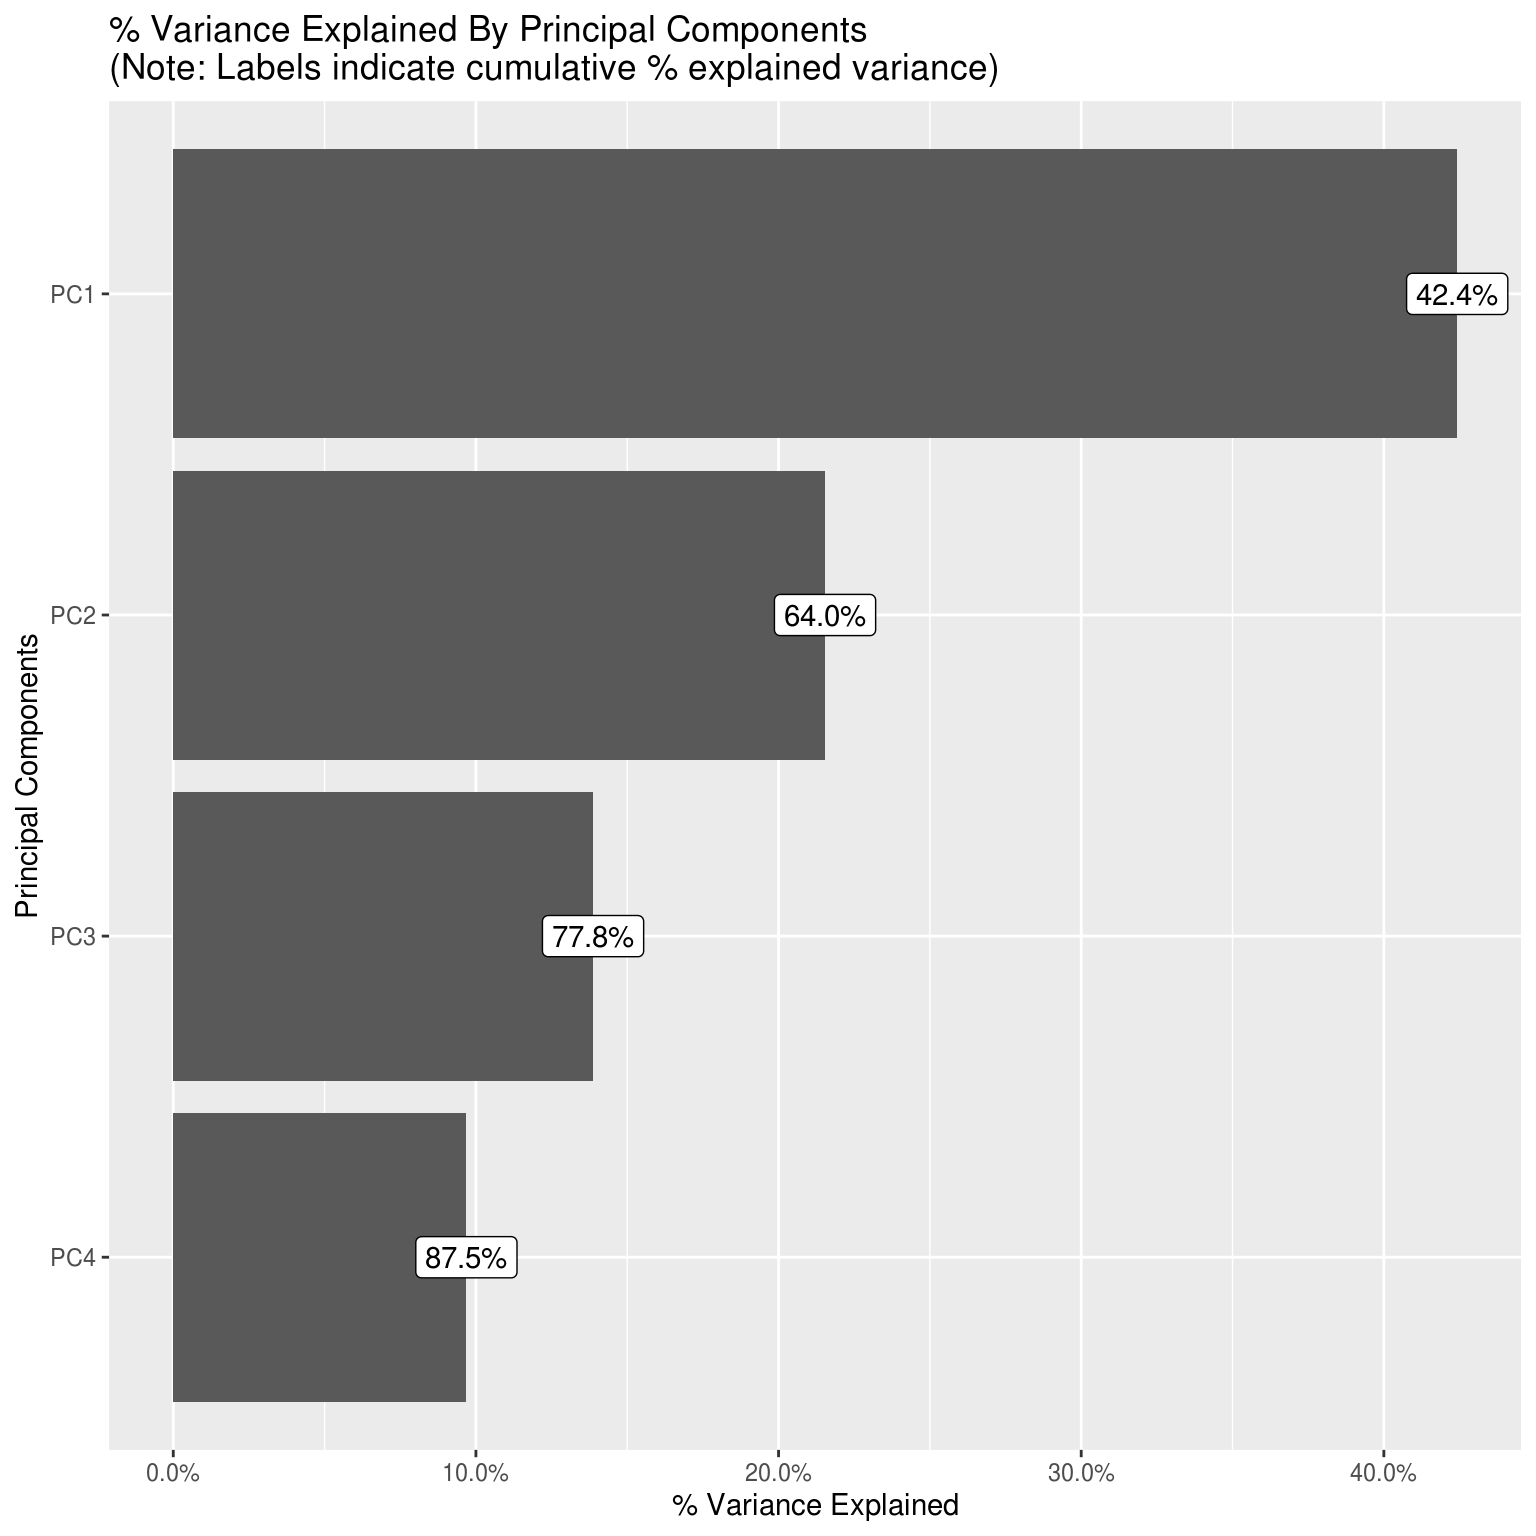 % Variance Explained By Principal Components
(Note: Labels indicate cumulative % explained variance)
Principal Components
PC1
42.4%
PC2
64.0%
PC3
77.8%
PC4
87.5%
0.0%
10.0%
20.0%
30.0%
40.0%
% Variance Explained